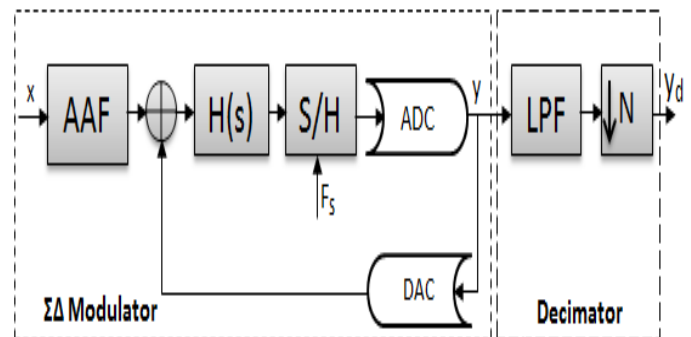 x
AAF
H(s)
S/H
ADC
y
LPF
↓N
yd
Fs
DAC
ΣΔ Modulator
Decimator